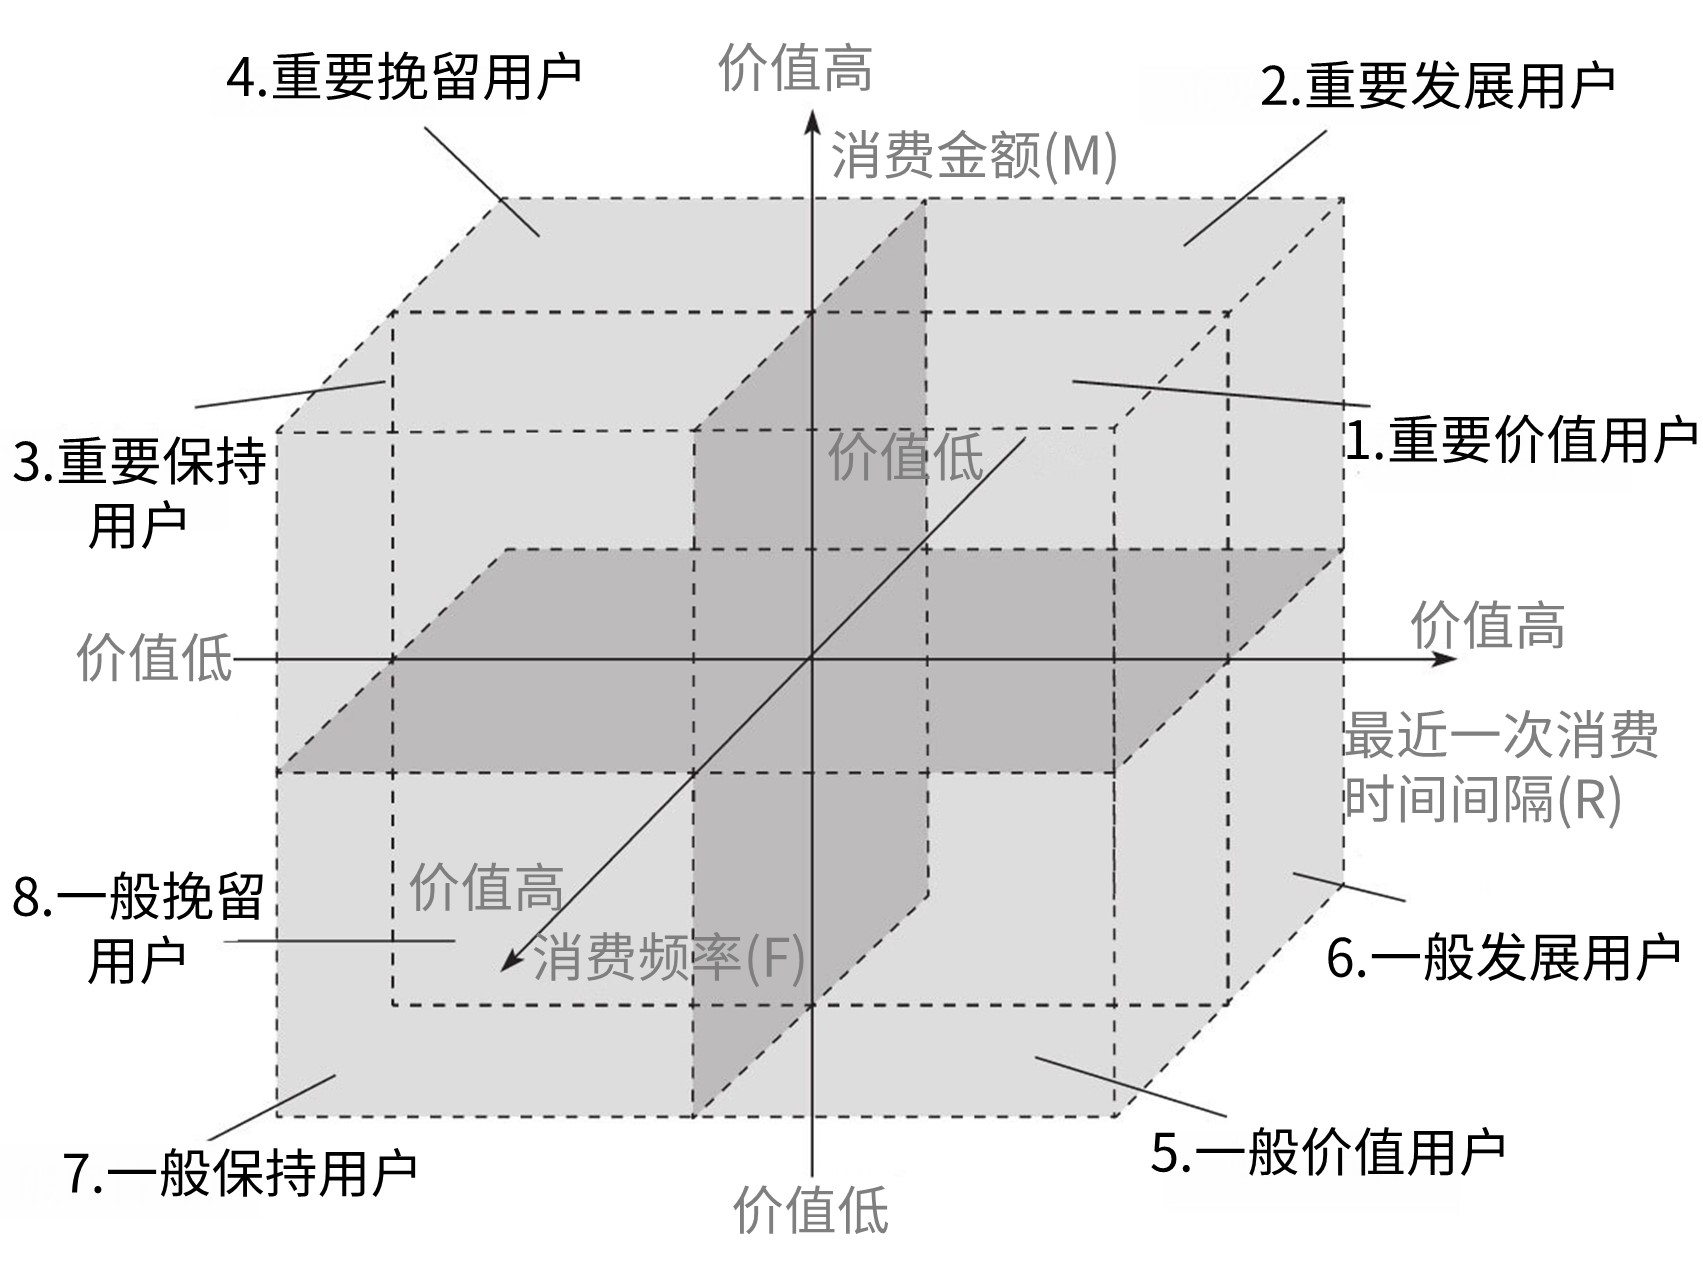 价值高
4.重要挽留用户
2.重要发展用户
消费金额(M)
价值低
1.重要价值用户
3.重要保持
用户
价值高
价值低
最近一次消费
时间间隔(R)
价值高
8.一般挽留
用户
消费频率(F)
6.一般发展用户
5.一般价值用户
7.一般保持用户
价值低